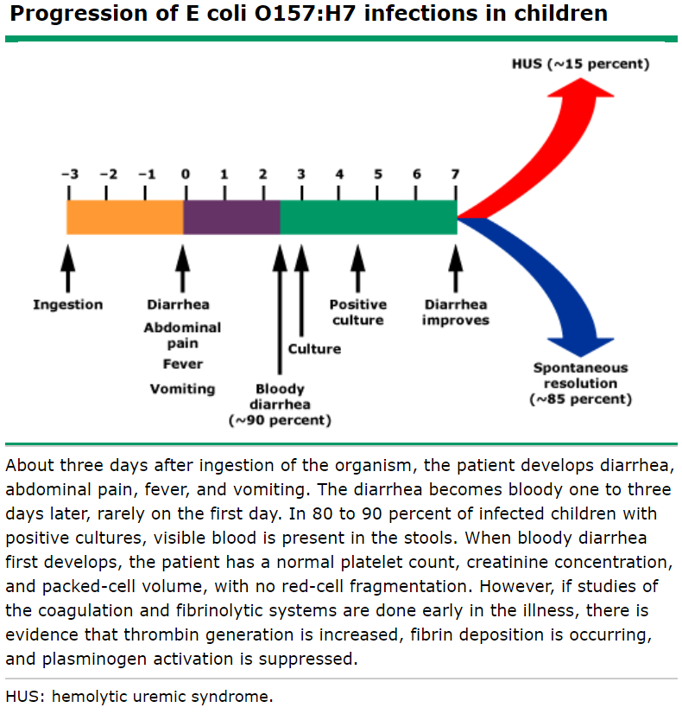 Progression of E coli O157:H7 infections in children
HUS (~15 percent)
−3 −2 −1 0 1 2 3 4 5 6 7
Ingestion
Diarrhea
Abdominal
pain
Fever
Vomiting
Bloody
diarrhea
(~90 percent)
Culture
Positive
culture
Diarrhea
improves
Spontaneous
resolution
(~85 percent)
About three days after ingestion of the organism, the patient develops diarrhea,
abdominal pain, fever, and vomiting. The diarrhea becomes bloody one to three
days later, rarely on the first day. In 80 to 90 percent of infected children with
positive cultures, visible blood is present in the stools. When bloody diarrhea
first develops, the patient has a normal platelet count, creatinine concentration,
and packed-cell volume, with no red-cell fragmentation. However, if studies of
the coagulation and fibrinolytic systems are done early in the illness, there is
evidence that thrombin generation is increased, fibrin deposition is occurring,
and plasminogen activation is suppressed.
HUS: hemolytic uremic syndrome.